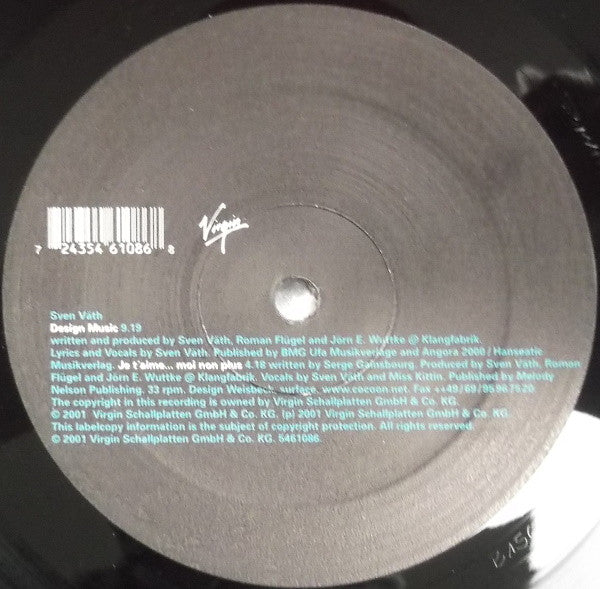 Virgin
7 24354 61086 8
Sven Väth
Design Music 9.19
written and produced by Sven Väth, Roman Flügel and Jörn E. Wuttke @ Klangfabrik.
Lyrics and Vocals by Sven Väth. Published by BMG Ufa Musikverlage and Angora 2000 / Hanseatic
Musikverlag. Je t'aime... moi non plus 4.18 written by Serge Gainsbourg. Produced by Sven Väth, Roman
Flügel and Jörn E. Wuttke @ Klangfabrik. Vocals by Sven Väth and Miss Kittin. Published by Melody
Nelson Publishing. 33 rpm. Design Weisbeck, surface. www.cocoon.net. Fax ++49/69/
The copyright in this recording is owned by Virgin Schallplatten GmbH & Co. KG.
© 2001 Virgin Schallplatten GmbH & Co. KG. (p) 2001 Virgin Schallplatten GmbH & Co. KG.
This labelcopy information is the subject of copyright protection. All rights reserved.
© 2001 Virgin Schallplatten GmbH & Co. KG. 5461086.